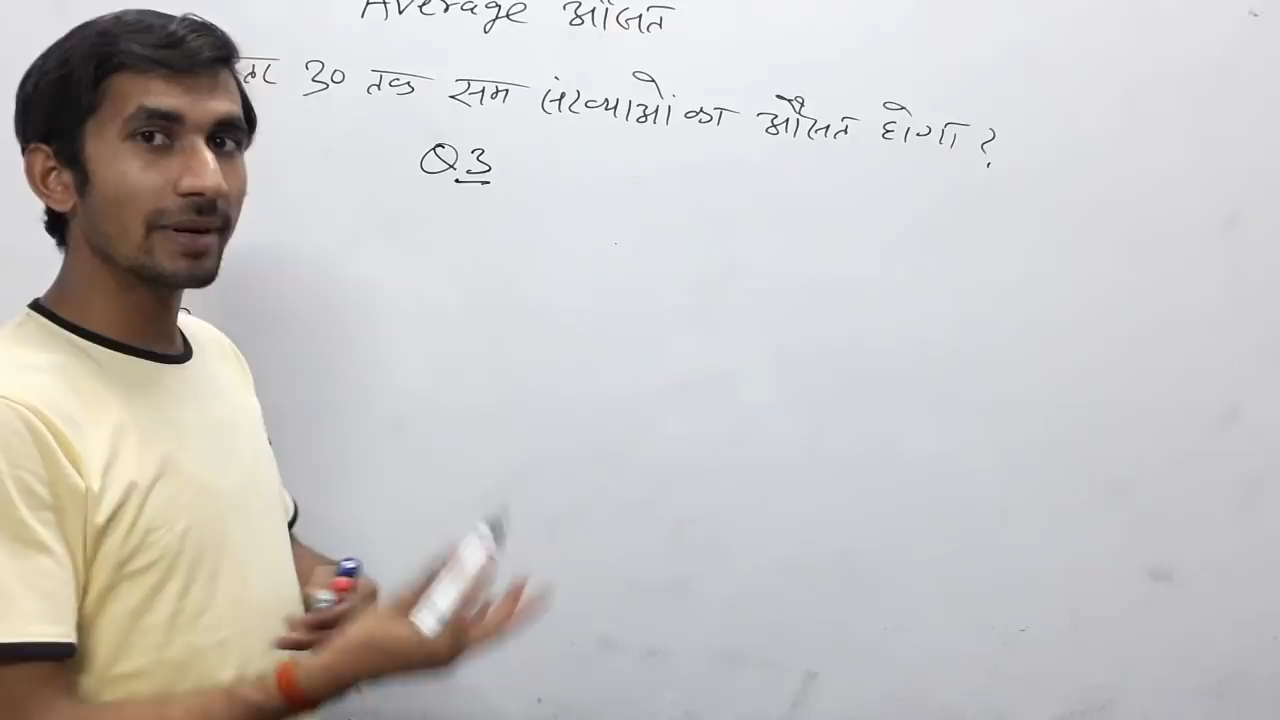 Average औसत
30 तक सम संख्याओं का औसत होगा ?
Q.3